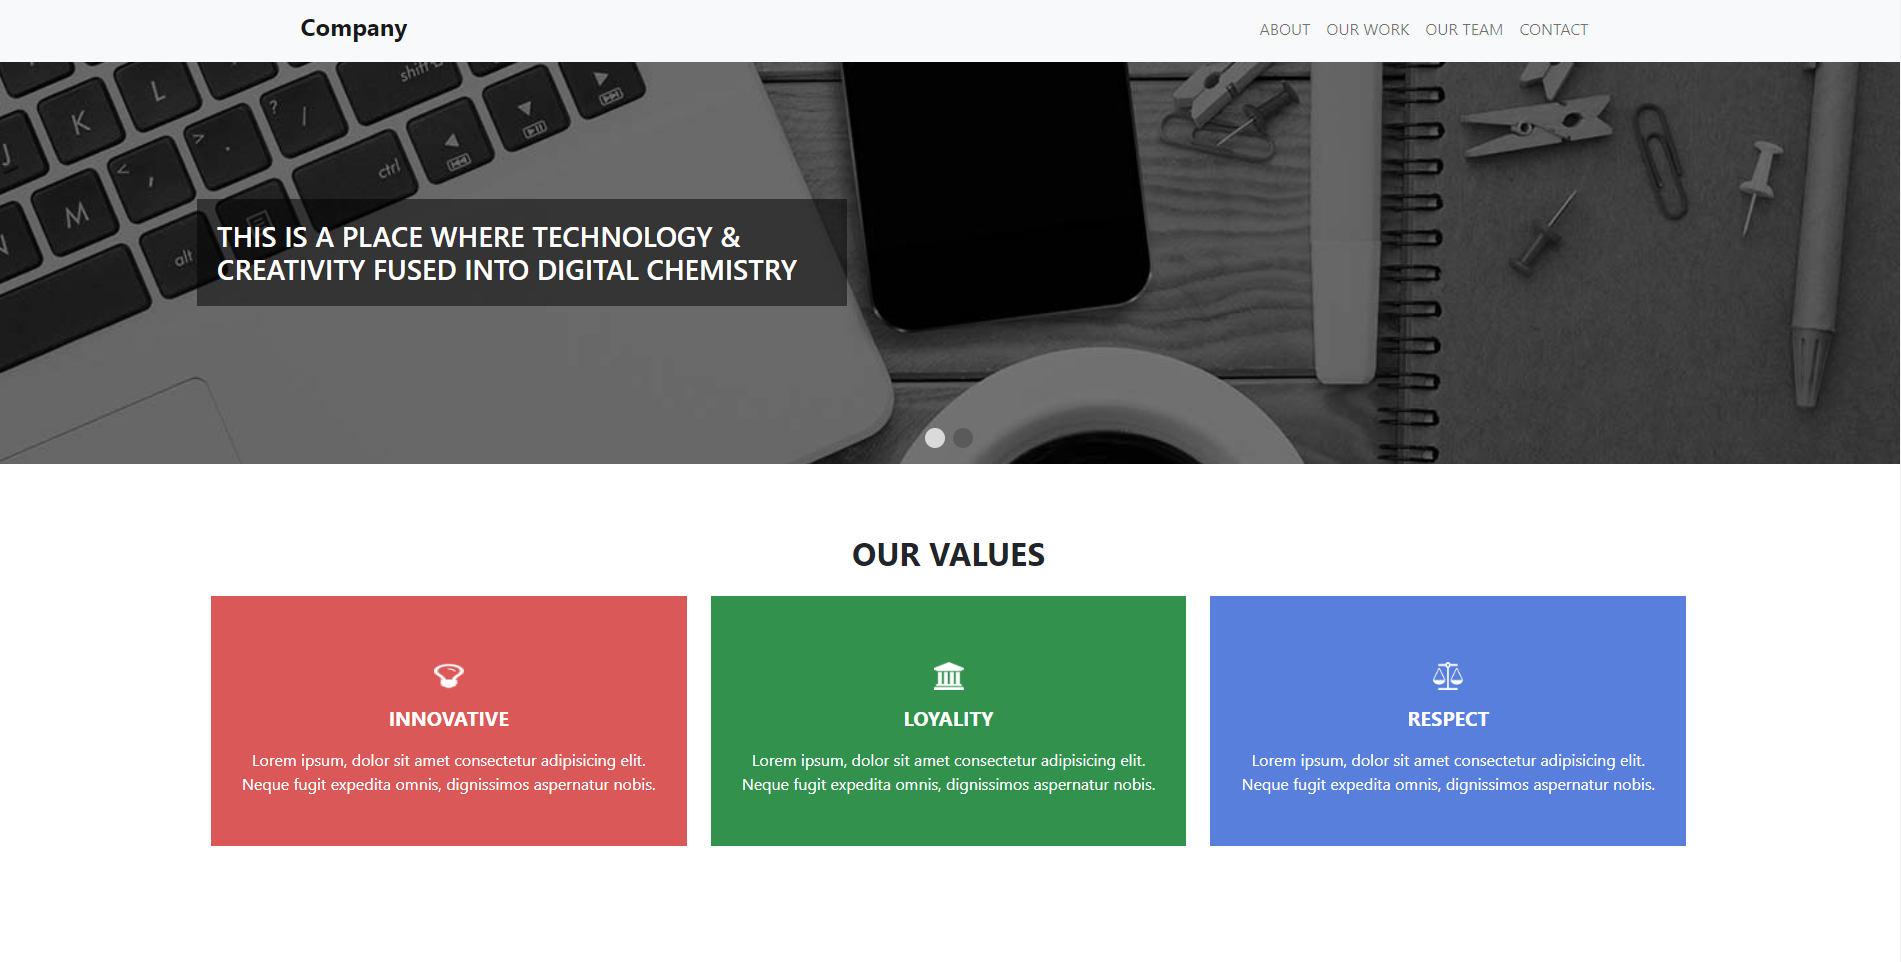 Company
ABOUT OUR WORK OUR TEAM CONTACT
shift
K
L
?
/
J
<
,
>
.
ctrl
M
N
alt
THIS IS A PLACE WHERE TECHNOLOGY &
CREATIVITY FUSED INTO DIGITAL CHEMISTRY
OUR VALUES
INNOVATIVE
Lorem ipsum, dolor sit amet consectetur adipisicing elit.
Neque fugit expedita omnis, dignissimos aspernatur nobis.
LOYALITY
Lorem ipsum, dolor sit amet consectetur adipisicing elit.
Neque fugit expedita omnis, dignissimos aspernatur nobis.
RESPECT
Lorem ipsum, dolor sit amet consectetur adipisicing elit.
Neque fugit expedita omnis, dignissimos aspernatur nobis.